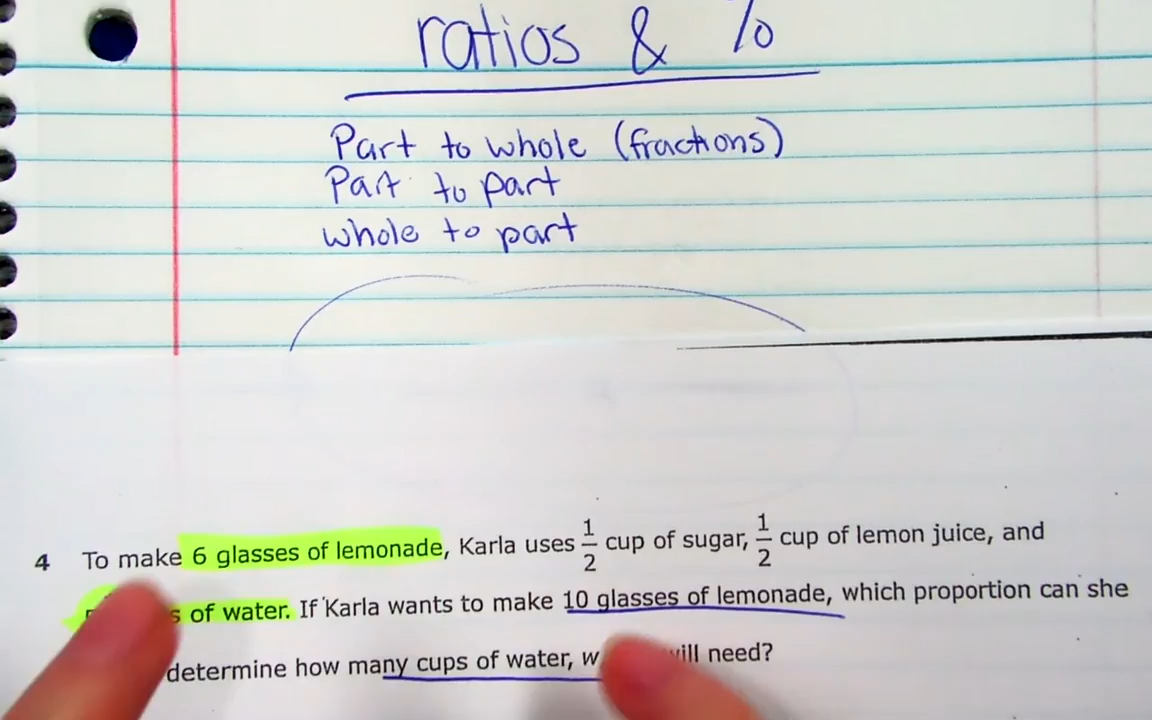 ratios & %
Part to whole (fractions)
Part to part
whole to part
4 To make 6 glasses of lemonade, Karla uses 1/2 cup of sugar, 1/2 cup of lemon juice, and
of water. If Karla wants to make 10 glasses of lemonade, which proportion can she
determine how many cups of water, w will need?